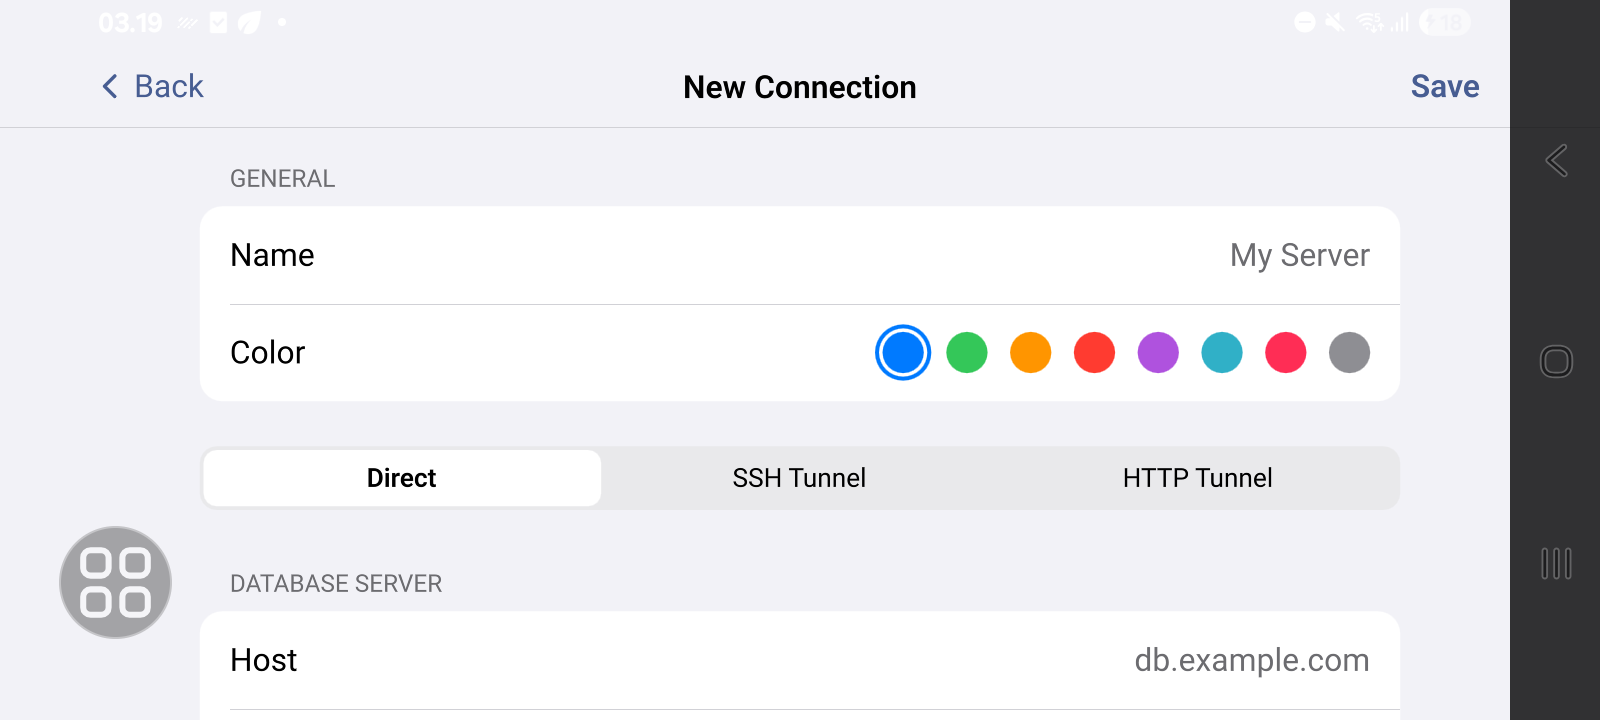 03.19
18
Back
New Connection
Save
GENERAL
Name
My Server
Color
Direct
SSH Tunnel
HTTP Tunnel
DATABASE SERVER
Host
db.example.com